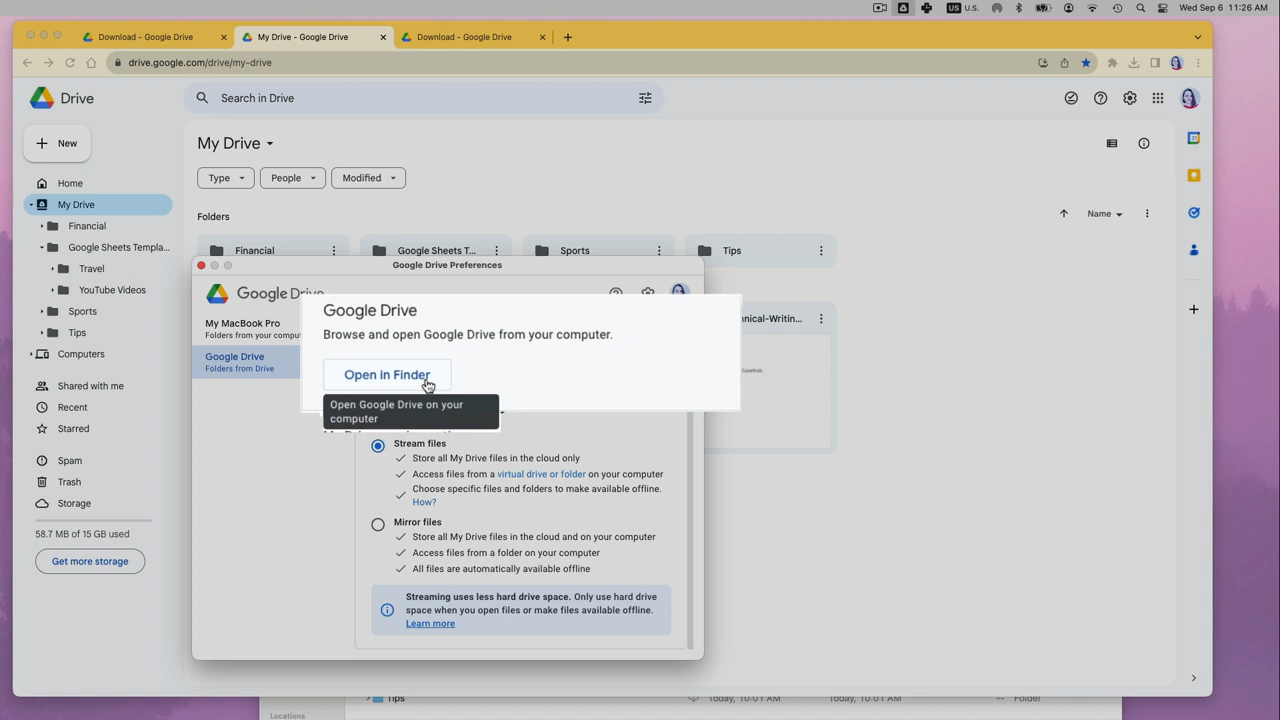 U.S.
Wed Sep 6 11:26 AM
Download - Google Drive
My Drive - Google Drive
Download - Google Drive
drive.google.com/drive/my-drive
Drive
Search in Drive
New
My Drive
Type
People
Modified
Home
My Drive
Financial
Google Sheets Templa...
Travel
YouTube Videos
Sports
Tips
Computers
Shared with me
Recent
Starred
Spam
Trash
Storage
58.7 MB of 15 GB used
Get more storage
Folders
Name
Financial
Google Sheets T...
Sports
Tips
Google Drive Preferences
Google Drive
My MacBook Pro
Folders from your comput
Google Drive
Folders from Drive
Google Drive
Browse and open Google Drive from your computer.
Open in Finder
Open Google Drive on your
computer
Stream files
Store all My Drive files in the cloud only
Access files from a virtual drive or folder on your computer
Choose specific files and folders to make available offline.
How?
Mirror files
Store all My Drive files in the cloud and on your computer
Access files from a folder on your computer
All files are automatically available offline
Streaming uses less hard drive space. Only use hard drive
space when you open files or make files available offline.
Learn more
nical-Writin...
Essentials
Tips
Today, 10:01 AM
Today, 10:01 AM
-- Folder
Locations